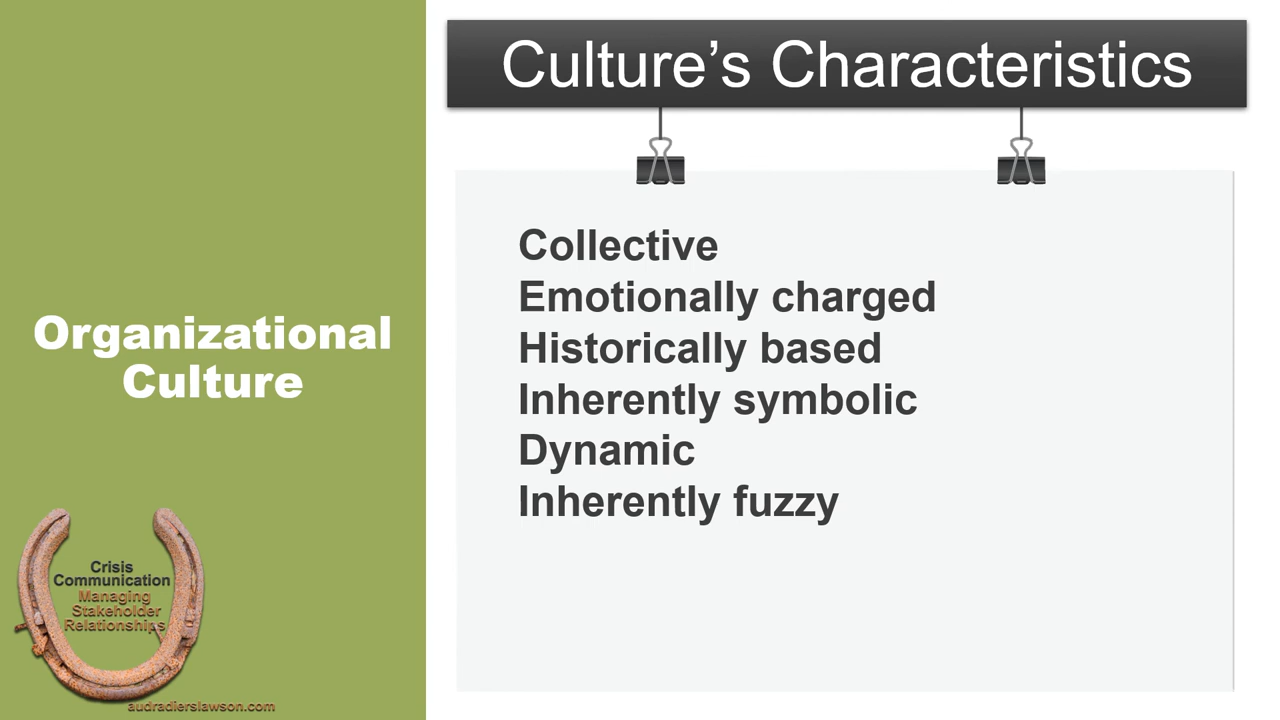 Culture’s Characteristics
Organizational
Culture
Collective
Emotionally charged
Historically based
Inherently symbolic
Dynamic
Inherently fuzzy
Crisis
Communication
Managing
Stakeholder
Relationships
audradierslawson.com